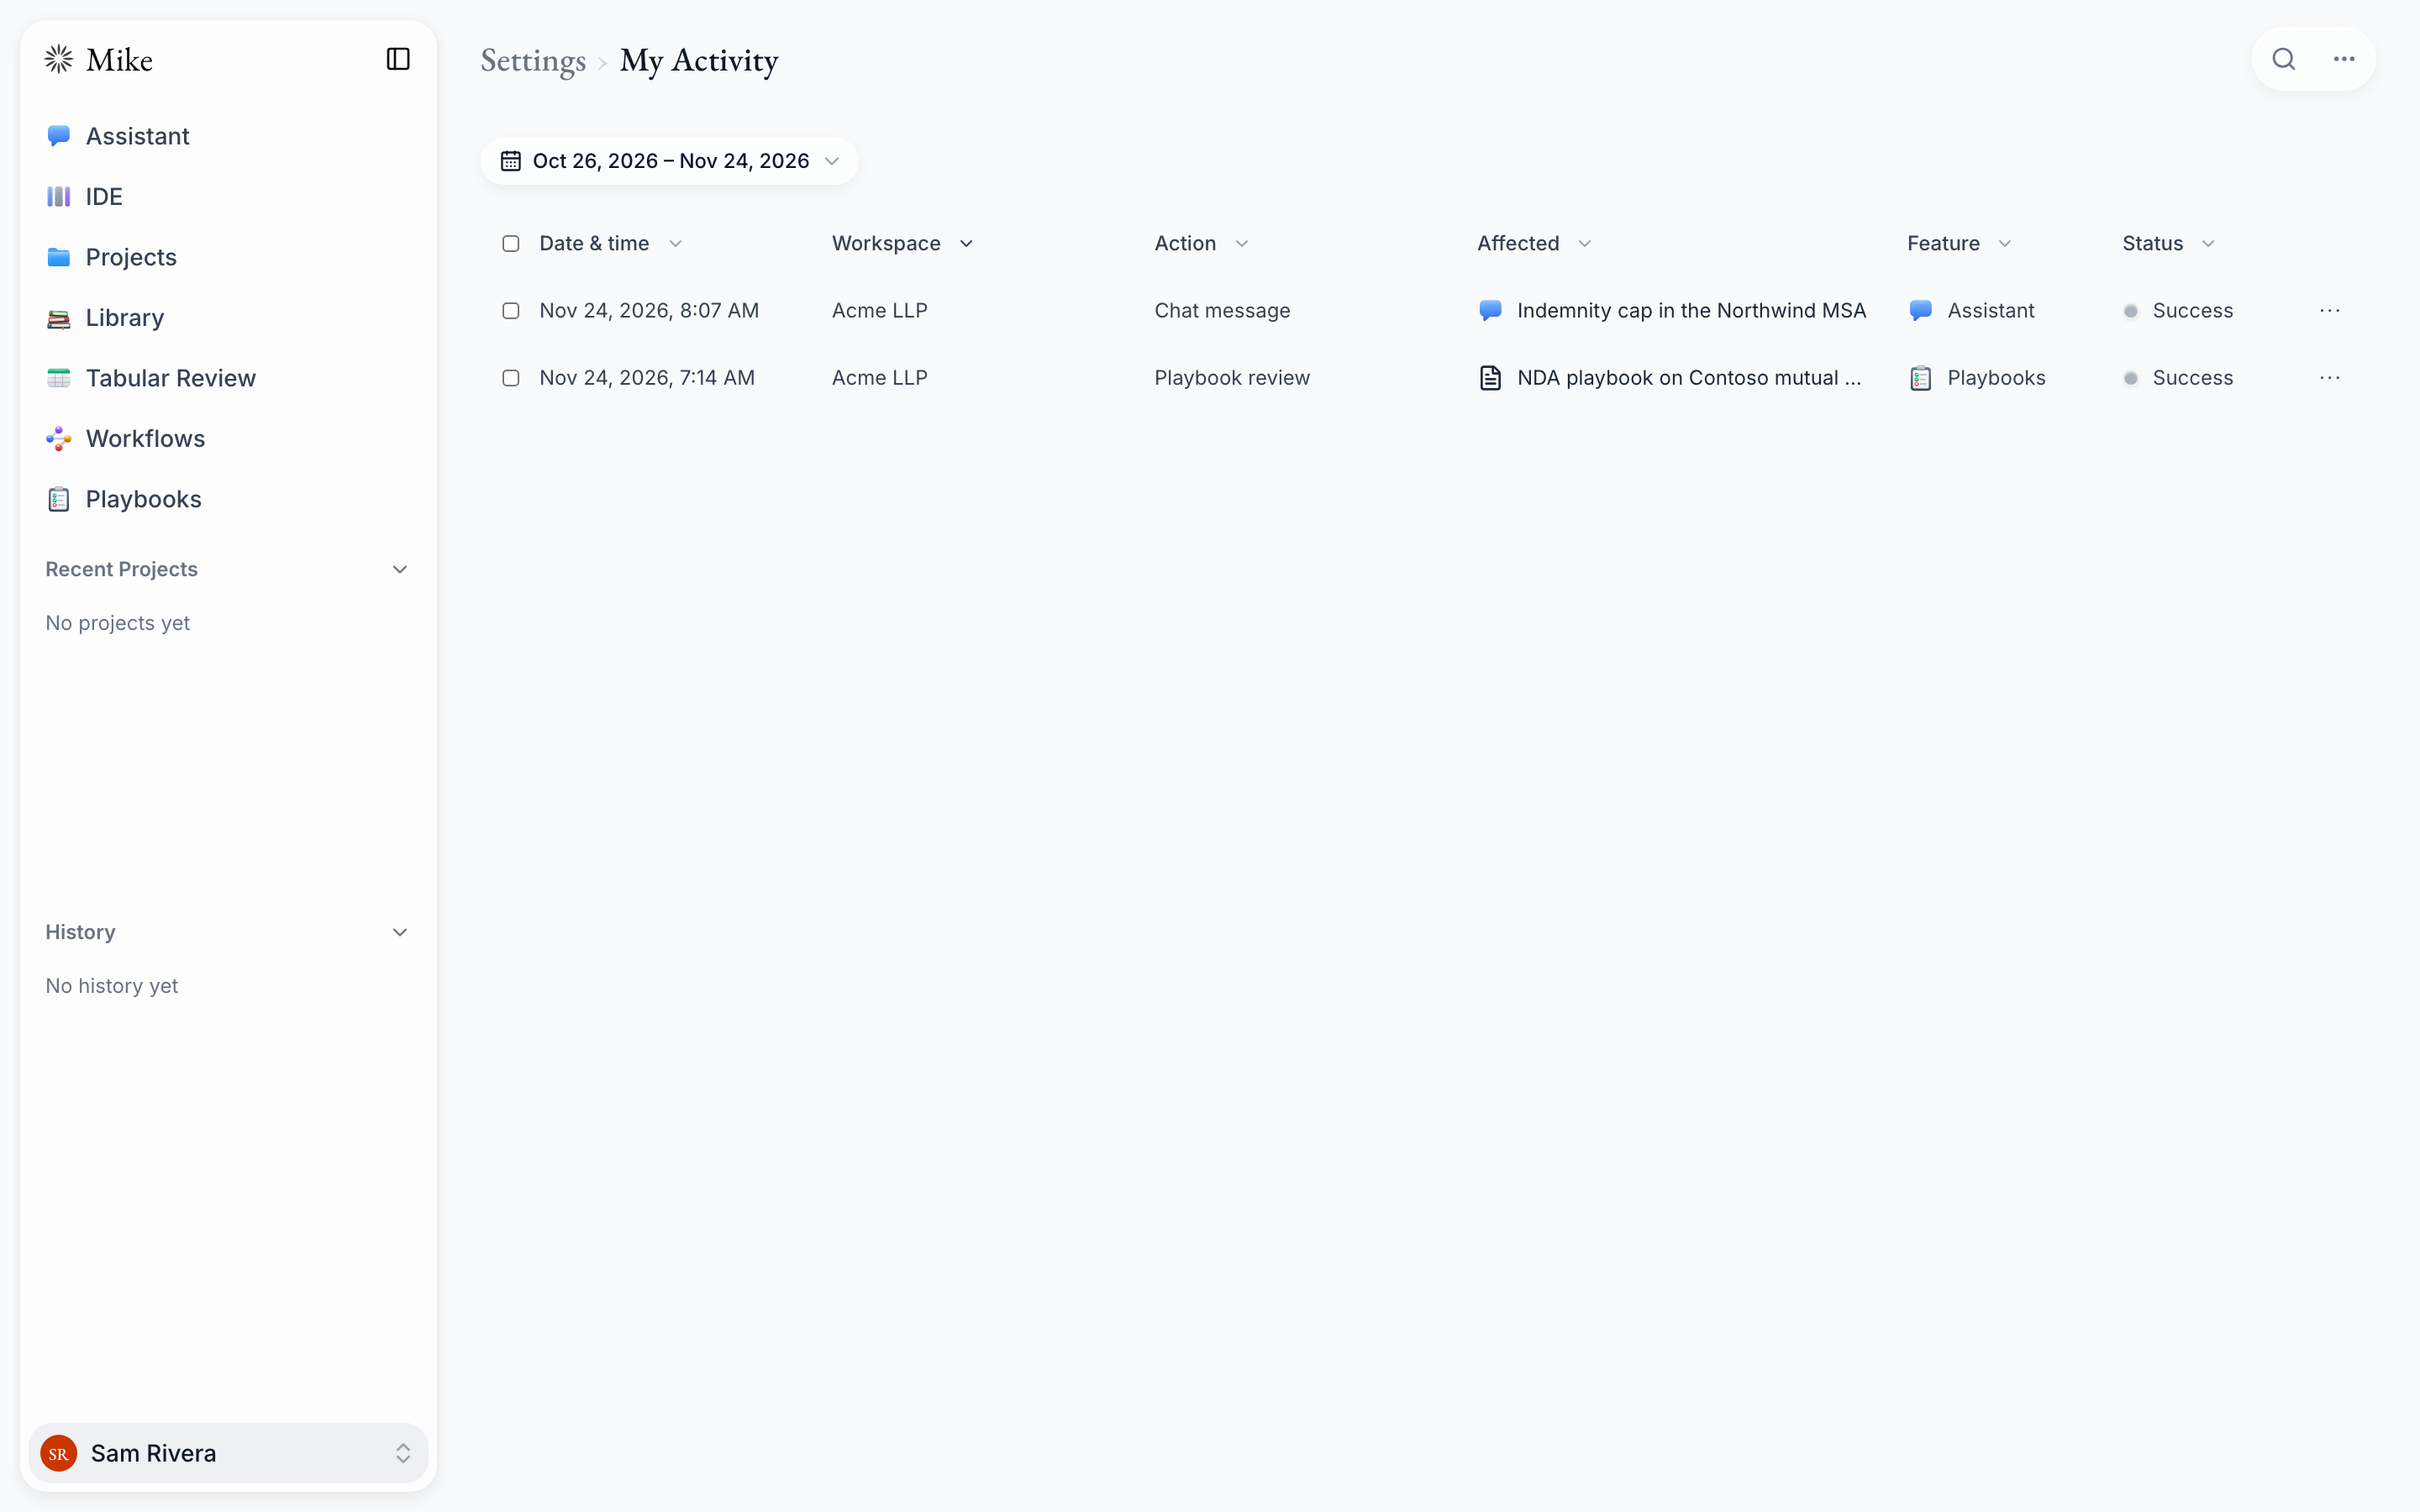 Mike
Assistant
IDE
Projects
Library
Tabular Review
Workflows
Playbooks
Recent Projects
No projects yet
History
No history yet
SR Sam Rivera
Settings › My Activity
Oct 26, 2026 – Nov 24, 2026
Date & time Workspace Action Affected Feature Status
Nov 24, 2026, 8:07 AM Acme LLP Chat message Indemnity cap in the Northwind MSA Assistant Success ...
Nov 24, 2026, 7:14 AM Acme LLP Playbook review NDA playbook on Contoso mutual ... Playbooks Success ...